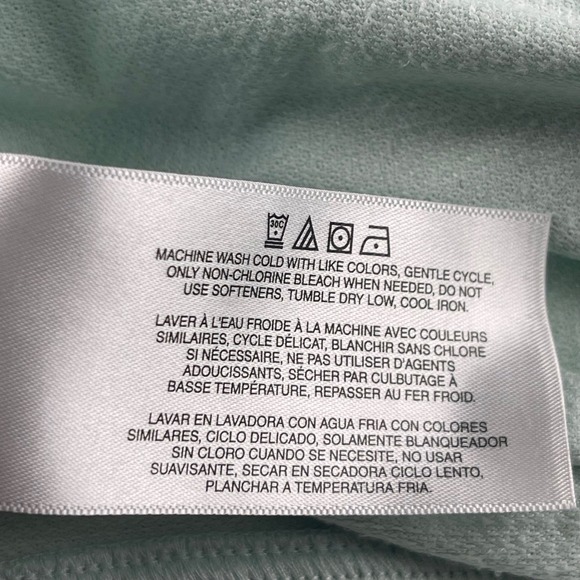 30C
MACHINE WASH COLD WITH LIKE COLORS, GENTLE CYCLE,
ONLY NON-CHLORINE BLEACH WHEN NEEDED, DO NOT
USE SOFTENERS, TUMBLE DRY LOW, COOL IRON.
LAVER À L'EAU FROIDE À LA MACHINE AVEC COULEURS
SIMILAIRES, CYCLE DÉLICAT, BLANCHIR SANS CHLORE
SI NÉCESSAIRE, NE PAS UTILISER D'AGENTS
ADOUCISSANTS, SÉCHER PAR CULBUTAGE À
BASSE TEMPÉRATURE, REPASSER AU FER FROID.
LAVAR EN LAVADORA CON AGUA FRIA CON COLORES
SIMILARES, CICLO DELICADO, SOLAMENTE BLANQUEADOR
SIN CLORO CUANDO SE NECESITE, NO USAR
SUAVISANTE, SECAR EN SECADORA CICLO LENTO,
PLANCHAR A TEMPERATURA FRIA.